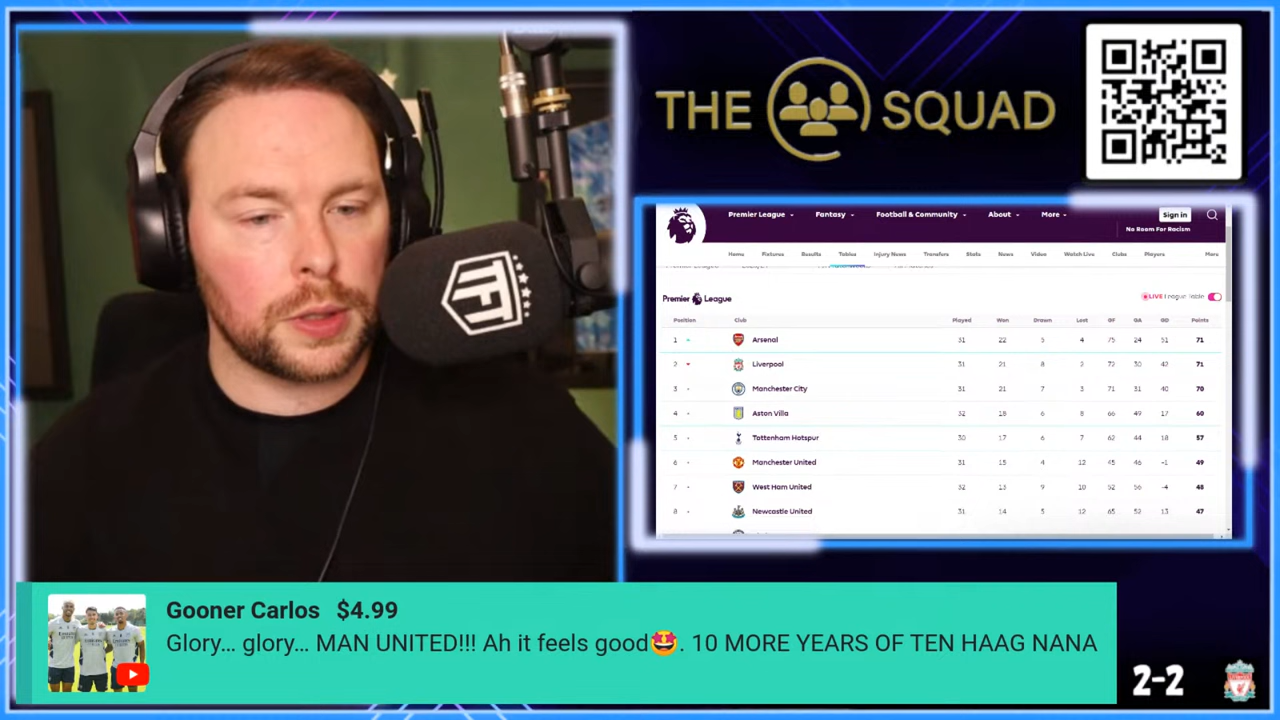 THE SQUAD
TFT
Premier League Fantasy Football & Community About More Sign in
No Room For Racism
Home Fixtures Results Tables Injury News Transfers Stats News Video Watch Live Clubs Players More
Premier League LIVE League Table
Position Club Played Won Drawn Lost GF GA GD Points
1 Arsenal 31 22 5 4 75 24 51 71
2 Liverpool 31 21 8 2 72 30 42 71
3 Manchester City 31 21 7 3 71 31 40 70
4 Aston Villa 32 18 6 8 66 49 17 60
5 Tottenham Hotspur 30 17 6 7 62 44 18 57
6 Manchester United 31 15 4 12 45 46 -1 49
7 West Ham United 32 13 9 10 52 56 -4 48
8 Newcastle United 31 14 5 12 65 52 13 47
Gooner Carlos $4.99
Glory... glory... MAN UNITED!!! Ah it feels good🤩. 10 MORE YEARS OF TEN HAAG NANA
2-2